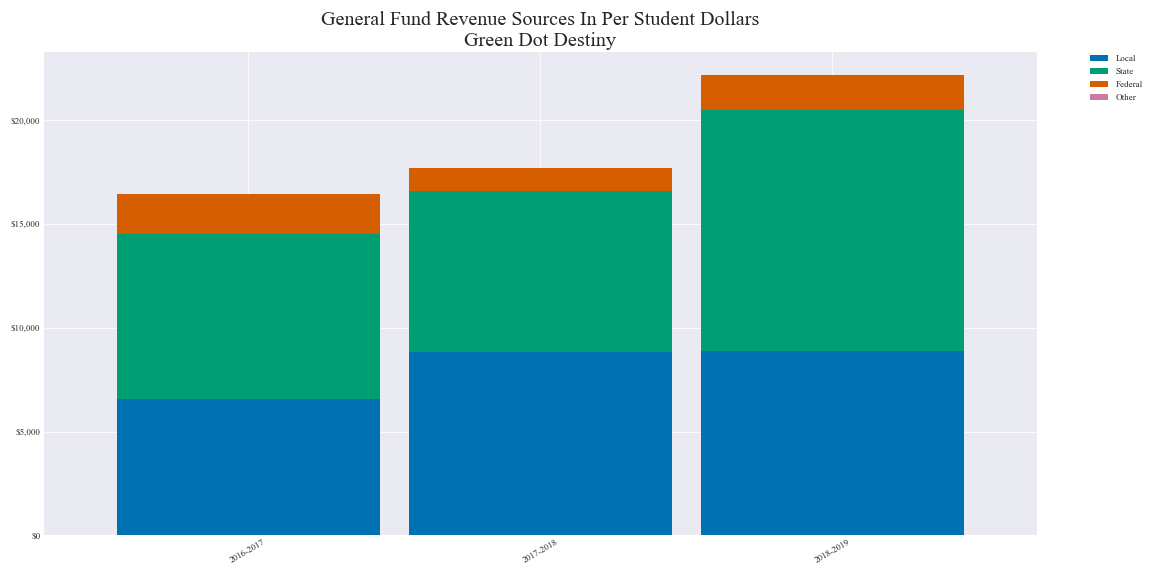 General Fund Revenue Sources In Per Student Dollars
Green Dot Destiny
Local
State
Federal
Other
$20,000
$15,000
$10,000
$5,000
$0
2016-2017
2017-2018
2018-2019